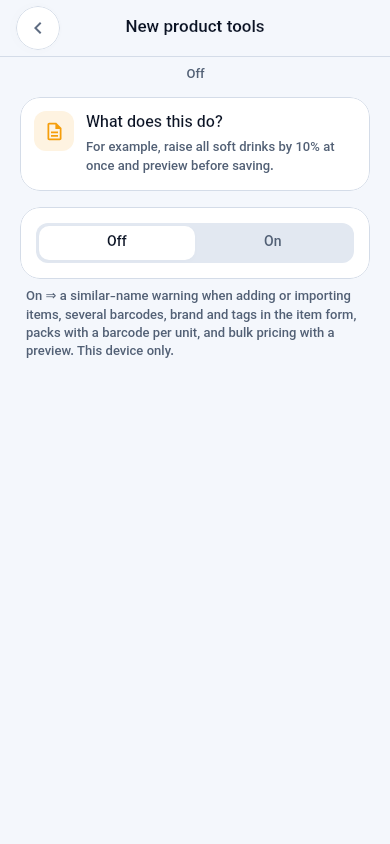 New product tools
Off
What does this do?
For example, raise all soft drinks by 10% at
once and preview before saving.
Off
On
On ⇒ a similar-name warning when adding or importing
items, several barcodes, brand and tags in the item form,
packs with a barcode per unit, and bulk pricing with a
preview. This device only.